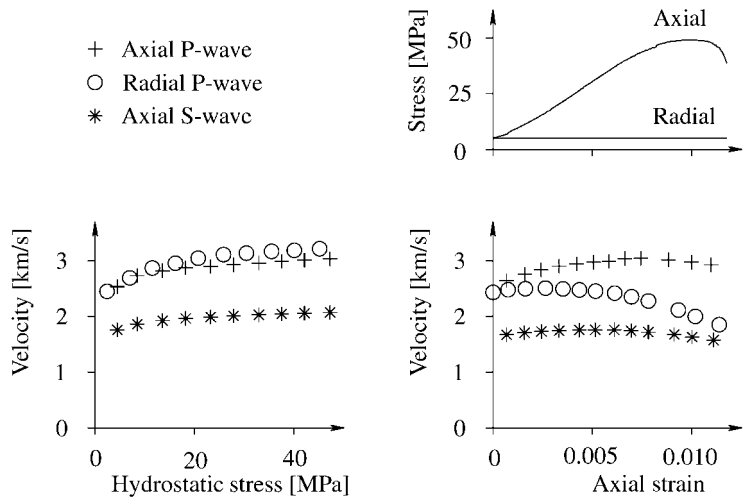 Axial P-wave
Radial P-wave
Axial S-wave
Stress [MPa]
50
25
0
Axial
Radial
Velocity [km/s]
3
2
1
0
0 20 40
Hydrostatic stress [MPa]
Velocity [km/s]
3
2
1
0
0 0.005 0.010
Axial strain